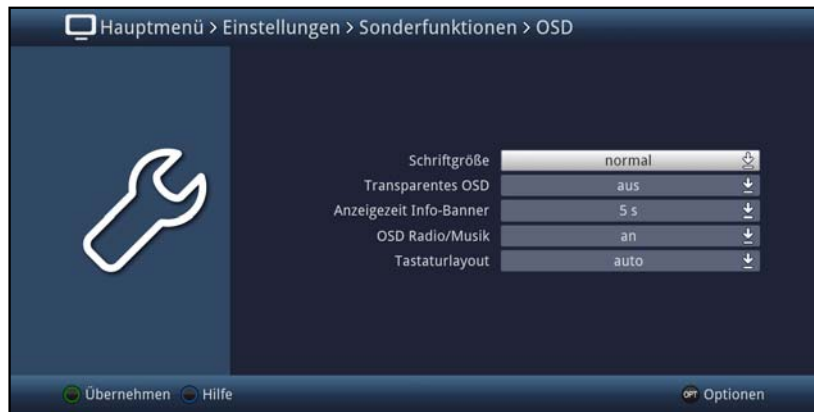 Hauptmenü > Einstellungen > Sonderfunktionen > OSD
Schriftgröße normal
Transparentes OSD aus
Anzeigezeit Info-Banner 5 s
OSD Radio/Musik an
Tastaturlayout auto
Übernehmen Hilfe OPT Optionen